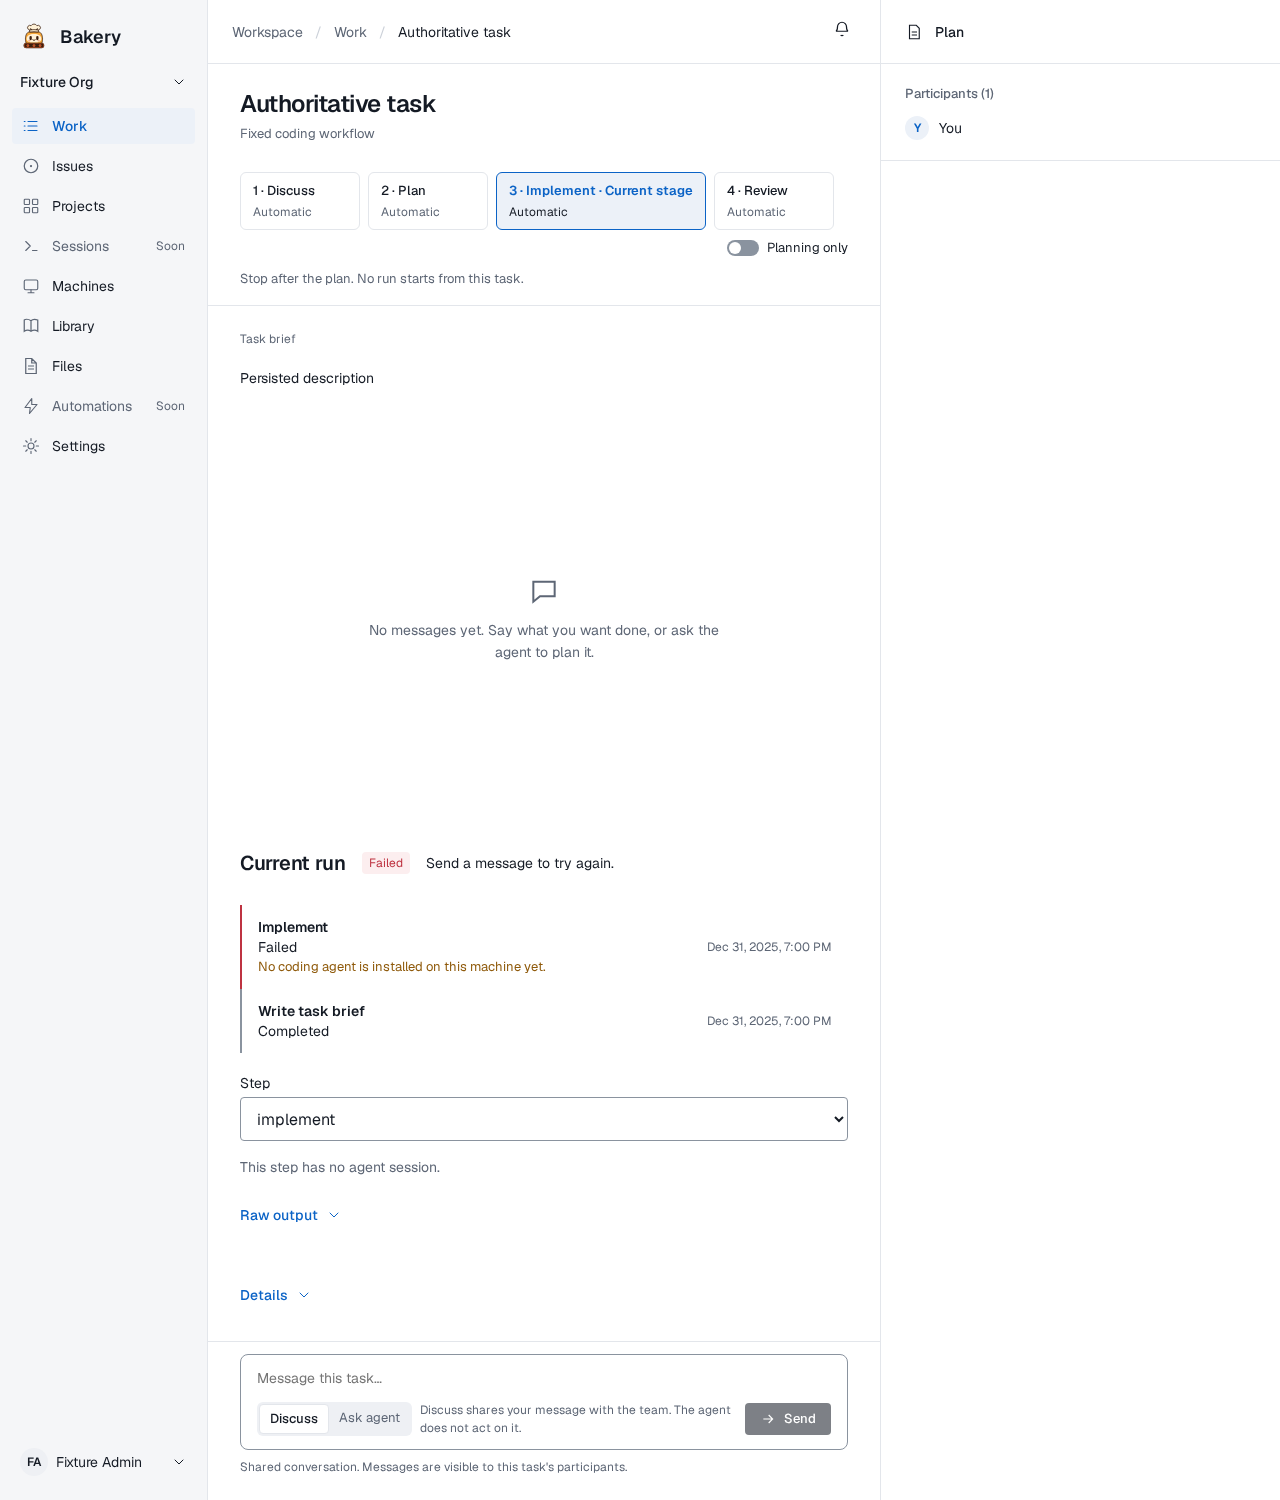 Bakery
Fixture Org
Work
Issues
Projects
Sessions Soon
Machines
Library
Files
Automations Soon
Settings
FA Fixture Admin
Workspace / Work / Authoritative task
Authoritative task
Fixed coding workflow
1 · Discuss
Automatic
2 · Plan
Automatic
3 · Implement · Current stage
Automatic
4 · Review
Automatic
Planning only
Stop after the plan. No run starts from this task.
Task brief
Persisted description
No messages yet. Say what you want done, or ask the
agent to plan it.
Current run Failed Send a message to try again.
Implement
Failed
No coding agent is installed on this machine yet.
Dec 31, 2025, 7:00 PM
Write task brief
Completed
Dec 31, 2025, 7:00 PM
Step
implement
This step has no agent session.
Raw output
Details
Message this task...
Discuss Ask agent
Discuss shares your message with the team. The agent
does not act on it.
Send
Shared conversation. Messages are visible to this task's participants.
Plan
Participants (1)
Y You